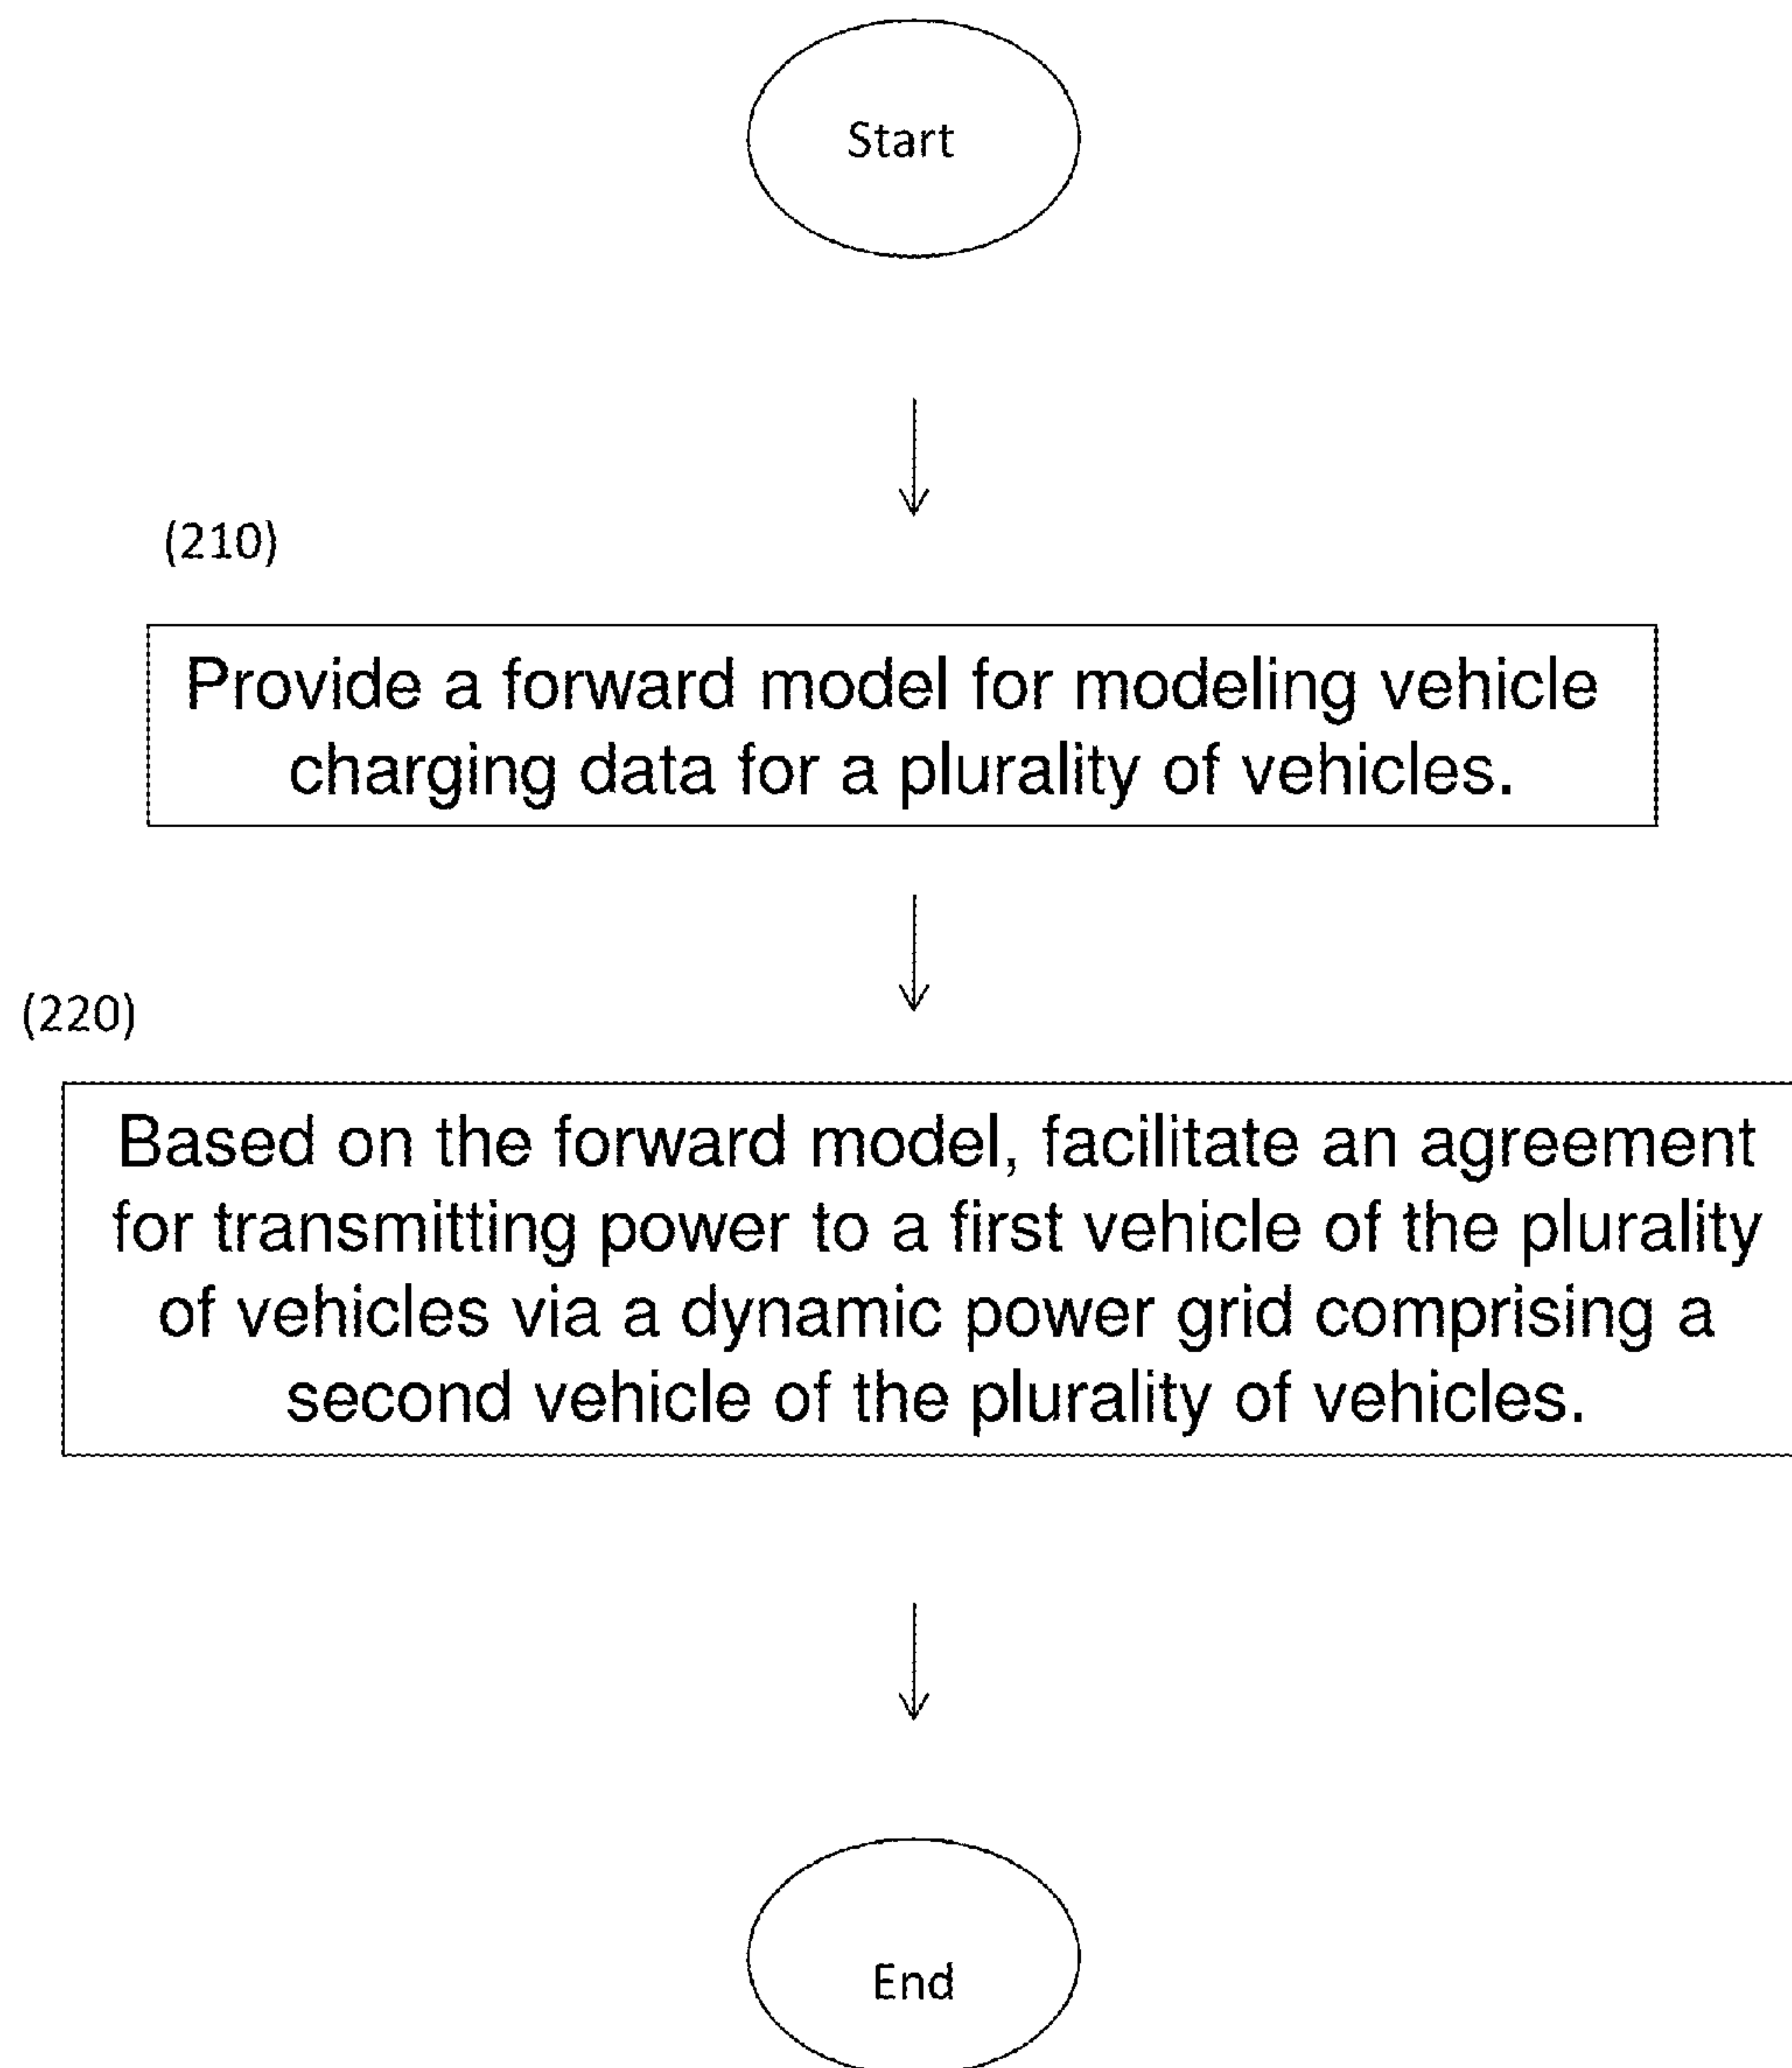 Start
(210)
Provide a forward model for modeling vehicle
charging data for a plurality of vehicles.
(220)
Based on the forward model, facilitate an agreement
for transmitting power to a first vehicle of the plurality
of vehicles via a dynamic power grid comprising a
second vehicle of the plurality of vehicles.
End